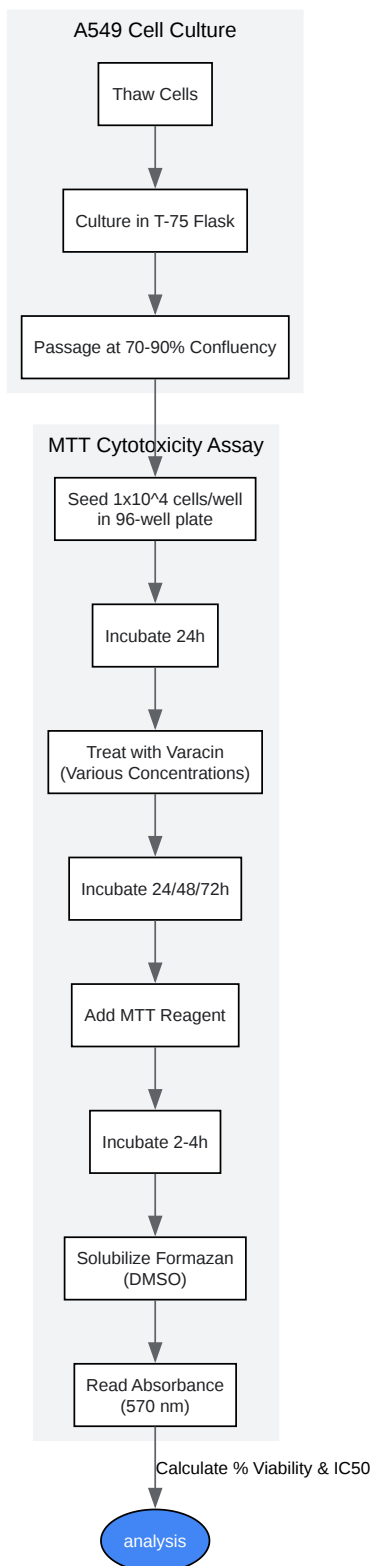 A549 Cell Culture
Thaw Cells
Culture in T-75 Flask
Passage at 70-90% Confluency
MTT Cytotoxicity Assay
Seed 1x10^4 cells/well
in 96-well plate
Incubate 24h
Treat with Varacin
(Various Concentrations)
Incubate 24/48/72h
Add MTT Reagent
Incubate 2-4h
Solubilize Formazan
(DMSO)
Read Absorbance
(570 nm)
Calculate % Viability & IC50
analysis